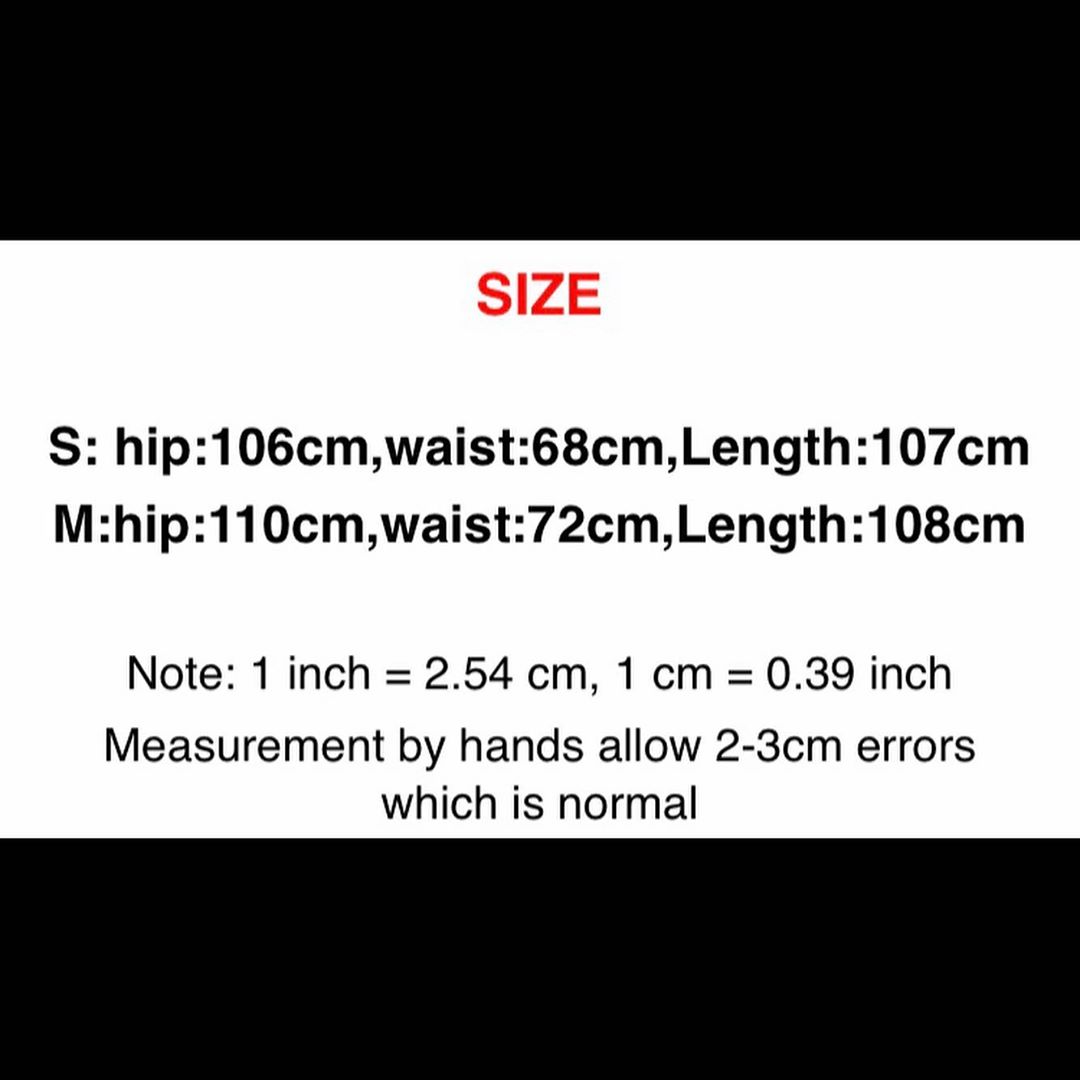 SIZE
S: hip:106cm,waist:68cm,Length:107cm
M:hip:110cm,waist:72cm,Length:108cm
Note: 1 inch = 2.54 cm, 1 cm = 0.39 inch
Measurement by hands allow 2-3cm errors
which is normal